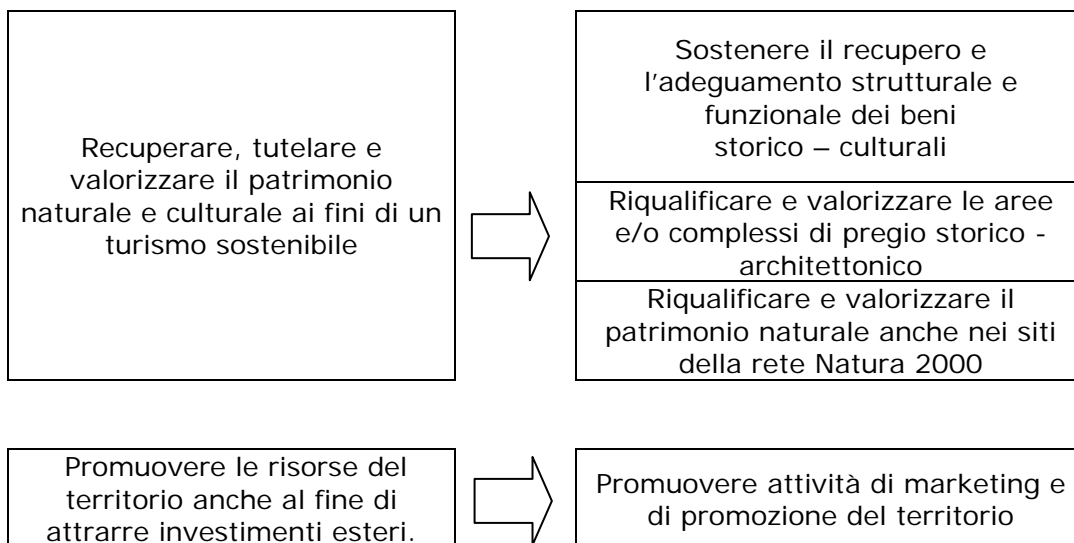 Recuperare, tutelare e
valorizzare il patrimonio
naturale e culturale ai fini di un
turismo sostenibile
Sostenere il recupero e
l’adeguamento strutturale e
funzionale dei beni
storico – culturali
Riqualificare e valorizzare le aree
e/o complessi di pregio storico -
architettonico
Riqualificare e valorizzare il
patrimonio naturale anche nei siti
della rete Natura 2000
Promuovere le risorse del
territorio anche al fine di
attrarre investimenti esteri.
Promuovere attività di marketing e
di promozione del territorio